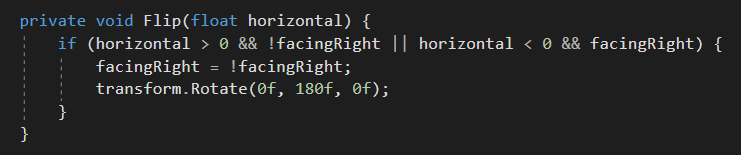 private void Flip(float horizontal) {
    if (horizontal > 0 && !facingRight || horizontal < 0 && facingRight) {
        facingRight = !facingRight;
        transform.Rotate(0f, 180f, 0f);
    }
}